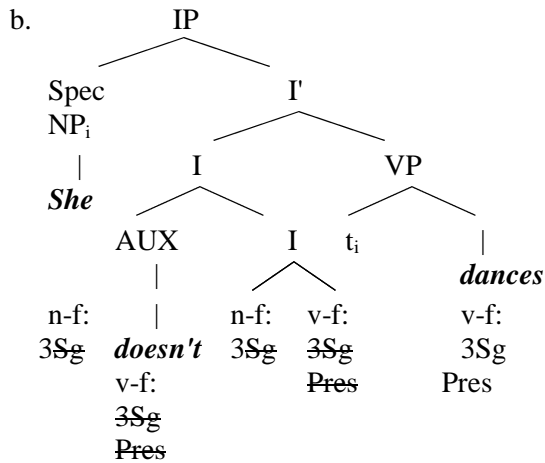 b. IP
Spec I'
NPᵢ
| I VP
She
AUX I tᵢ |
| dances
n-f: | n-f: v-f: v-f:
3Sg doesn't 3Sg 3Sg 3Sg
v-f: Pres Pres
3Sg
Pres